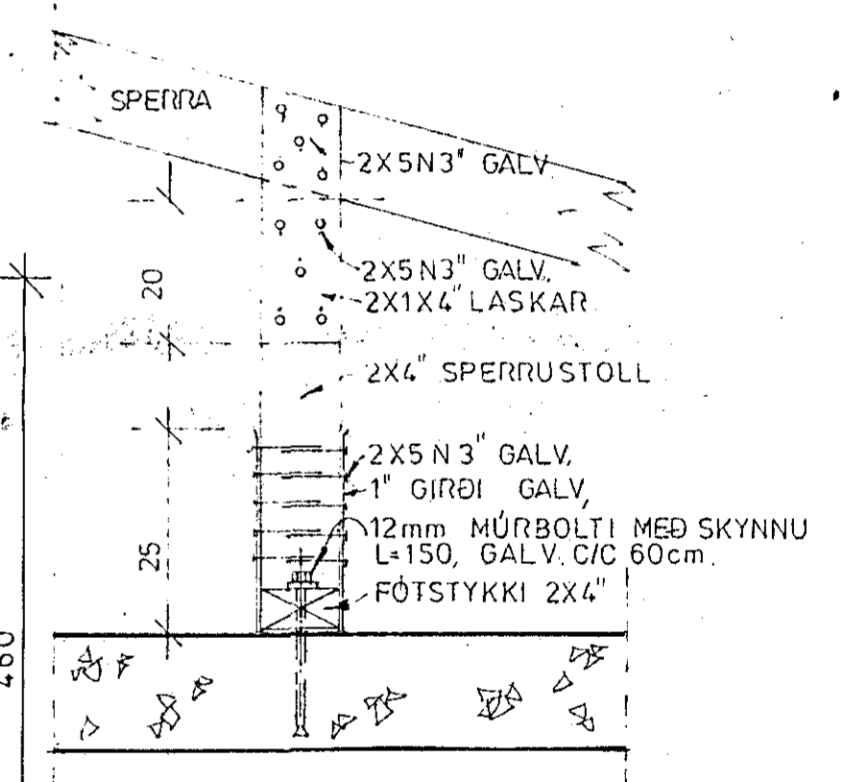 SPERRA
2X5N3" GALV
2X5N3" GALV.
2X1X4" LASKAR
20
2X4" SPERRUSTOLL
2X5 N 3" GALV,
1" GIRÐI GALV,
12mm MÚRBOLTI MEÐ SKYNNU
L=150, GALV. C/C 60cm.
25
FÓTSTYKKI 2X4"
460